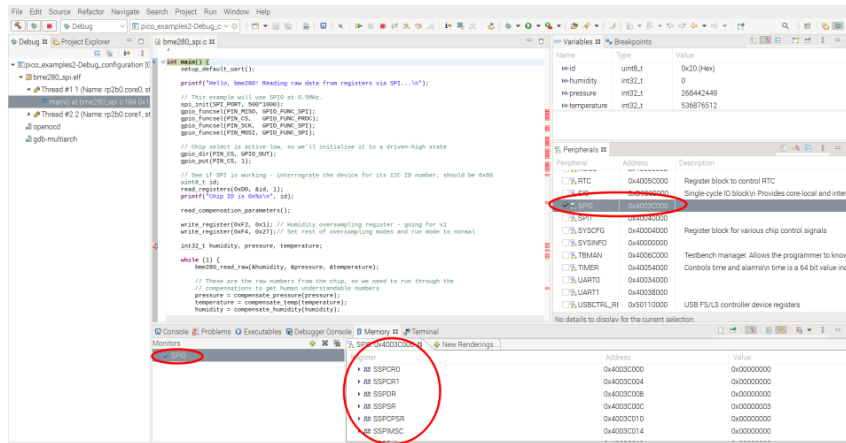 File Edit Source Refactor Navigate Search Project Run Window Help
Debug
pico_examples2-Debug_c
Debug Project Explorer
pico_examples2-Debug_configuration [C
bme280_spi.elf
Thread #1 1 (Name: rp2b0.core0, st
main() at bme280_spi.c:184 0x1
Thread #2 2 (Name: rp2b0.core1, st
openocd
gdb-multiarch
bme280_spi.c
int main() {
setup_default_uart();
printf("Hello, bme280! Reading raw data from registers via SPI...\n");
// This example will use SPI0 at 0.5MHz.
spi_init(SPI_PORT, 500*1000);
gpio_funcsel(PIN_MISO, GPIO_FUNC_SPI);
gpio_funcsel(PIN_CS, GPIO_FUNC_PROC);
gpio_funcsel(PIN_SCK, GPIO_FUNC_SPI);
gpio_funcsel(PIN_MOSI, GPIO_FUNC_SPI);
// Chip select is active-low, so we'll initialise it to a driven-high state
gpio_dir(PIN_CS, GPIO_OUT);
gpio_put(PIN_CS, 1);
// See if SPI is working - interrograte the device for its I2C ID number, should be 0x60
uint8_t id;
read_registers(0xD0, &id, 1);
printf("Chip ID is 0x%x\n", id);
read_compensation_parameters();
write_register(0xF2, 0x1); // Humidity oversampling register - going for x1
write_register(0xF4, 0x27);// Set rest of oversampling modes and run mode to normal
int32_t humidity, pressure, temperature;
while (1) {
bme280_read_raw(&humidity, &pressure, &temperature);
// These are the raw numbers from the chip, so we need to run through the
// compensations to get human understandable numbers
pressure = compensate_pressure(pressure);
temperature = compensate_temp(temperature);
humidity = compensate_humidity(humidity);
Variables Breakpoints
Name Type Value
id uint8_t 0x20 (Hex)
humidity int32_t 0
pressure int32_t 268442449
temperature int32_t 536876512
Peripherals
Peripheral Address Description
RTC 0x4005C000 Register block to control RTC
SIO Single-cycle IO block\n Provides core-local and inter
SPI0 0x4003C000
SPI1 0x40040000
SYSCFG 0x40004000 Register block for various chip control signals
SYSINFO 0x40000000
TBMAN 0x4006C000 Testbench manager. Allows the programmer to know
TIMER 0x40054000 Controls time and alarms\n time is a 64 bit value inc
UART0 0x40034000
UART1 0x40038000
USBCTRL_RE 0x50110000 USB FS/LS controller device registers
No details to display for the current selection.
Console Problems Executables Debugger Console Memory Terminal
Monitors
SPI0
SPI0: 0x4003C000 New Renderings...
Register Address Value
SSPCR0 0x4003C000 0x00000000
SSPCR1 0x4003C004 0x00000000
SSPDR 0x4003C008 0x00000000
SSPSR 0x4003C00C 0x00000003
SSPCPSR 0x4003C010 0x00000000
SSPIMSC 0x4003C014 0x00000000